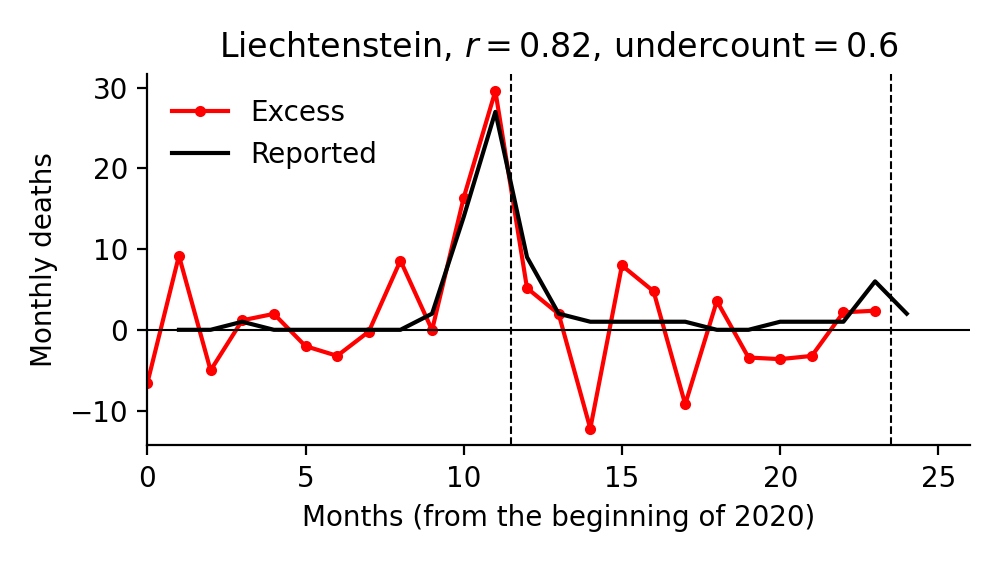 Liechtenstein, r = 0.82, undercount = 0.6
Excess
Reported
Monthly deaths
30
20
10
0
−10
0 5 10 15 20 25
Months (from the beginning of 2020)